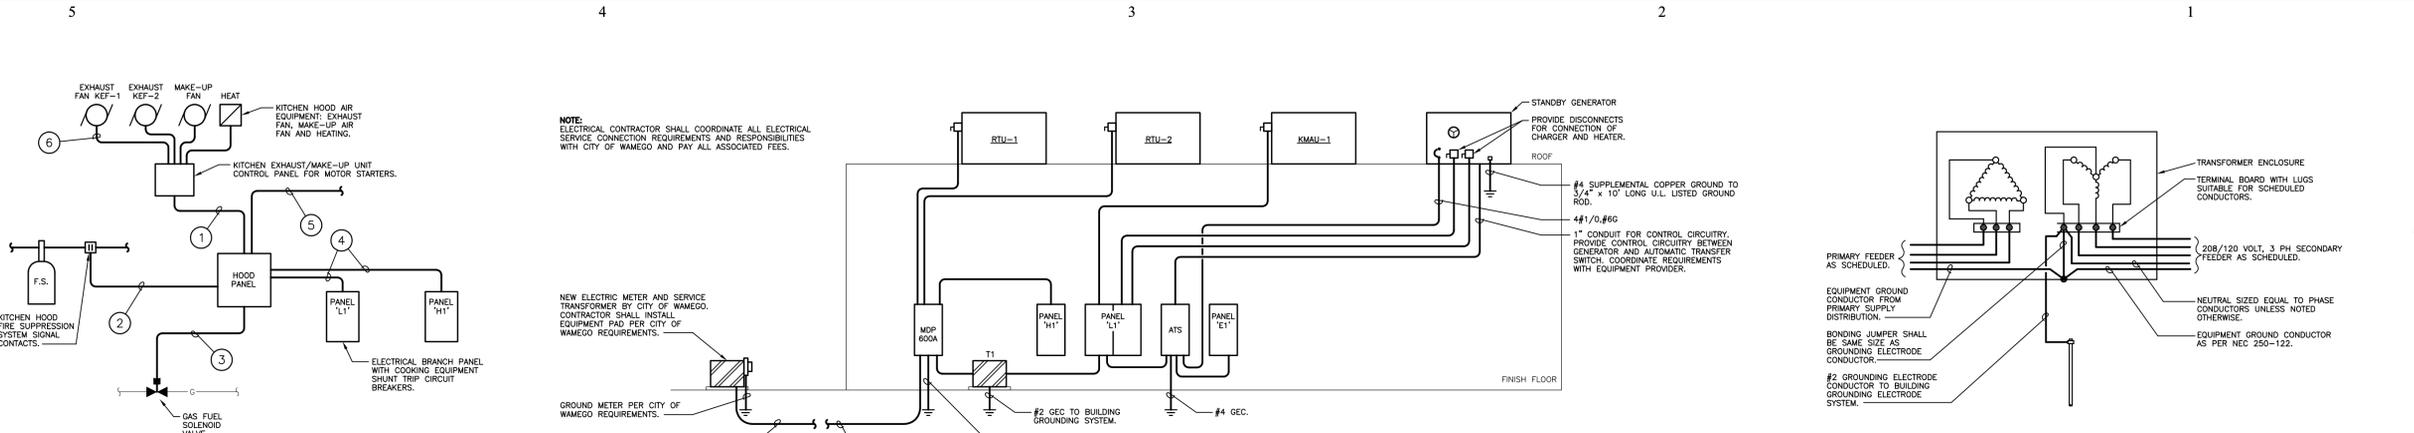 5
4
3
2
1
EXHAUST
FAN KEF-1
EXHAUST
KEF-2
MAKE-UP
FAN
HEAT
KITCHEN HOOD AIR
EQUIPMENT: EXHAUST
FAN, MAKE-UP AIR
FAN AND HEATING.
6
KITCHEN EXHAUST/MAKE-UP UNIT
CONTROL PANEL FOR MOTOR STARTERS.
1
5
4
F.S.
HOOD
PANEL
2
PANEL
'L1'
PANEL
'H1'
KITCHEN HOOD
FIRE SUPPRESSION
SYSTEM SIGNAL
CONTACTS.
3
ELECTRICAL BRANCH PANEL
WITH COOKING EQUIPMENT
SHUNT TRIP CIRCUIT
BREAKERS.
G
GAS FUEL
SOLENOID
VALVE
NOTE:
ELECTRICAL CONTRACTOR SHALL COORDINATE ALL ELECTRICAL
SERVICE CONNECTION REQUIREMENTS AND RESPONSIBILITIES
WITH CITY OF WAMEGO AND PAY ALL ASSOCIATED FEES.
RTU-1
RTU-2
KMAU-1
STANDBY GENERATOR
PROVIDE DISCONNECTS
FOR CONNECTION OF
CHARGER AND HEATER.
ROOF
#4 SUPPLEMENTAL COPPER GROUND TO
3/4" x 10' LONG U.L. LISTED GROUND
ROD.
4#1/0,#6G
1" CONDUIT FOR CONTROL CIRCUITRY.
PROVIDE CONTROL CIRCUITRY BETWEEN
GENERATOR AND AUTOMATIC TRANSFER
SWITCH. COORDINATE REQUIREMENTS
WITH EQUIPMENT PROVIDER.
NEW ELECTRIC METER AND SERVICE
TRANSFORMER BY CITY OF WAMEGO.
CONTRACTOR SHALL INSTALL
EQUIPMENT PAD PER CITY OF
WAMEGO REQUIREMENTS.
MDP
600A
PANEL
'H1'
PANEL
'L1'
ATS
PANEL
'E1'
T1
FINISH FLOOR
GROUND METER PER CITY OF
WAMEGO REQUIREMENTS.
#2 GEC TO BUILDING
GROUNDING SYSTEM.
#4 GEC.
TRANSFORMER ENCLOSURE
TERMINAL BOARD WITH LUGS
SUITABLE FOR SCHEDULED
CONDUCTORS.
PRIMARY FEEDER
AS SCHEDULED.
208/120 VOLT, 3 PH SECONDARY
FEEDER AS SCHEDULED.
EQUIPMENT GROUND
CONDUCTOR FROM
PRIMARY SUPPLY
DISTRIBUTION.
NEUTRAL SIZED EQUAL TO PHASE
CONDUCTORS UNLESS NOTED
OTHERWISE.
BONDING JUMPER SHALL
BE SAME SIZE AS
GROUNDING ELECTRODE
CONDUCTOR.
EQUIPMENT GROUND CONDUCTOR
AS PER NEC 250-122.
#2 GROUNDING ELECTRODE
CONDUCTOR TO BUILDING
GROUNDING ELECTRODE
SYSTEM.